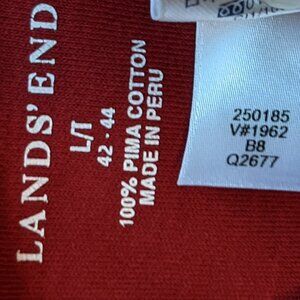 LANDS' END
L/T
42 - 44
100% PIMA COTTON
MADE IN PERU
250185
V#1962
B8
Q2677